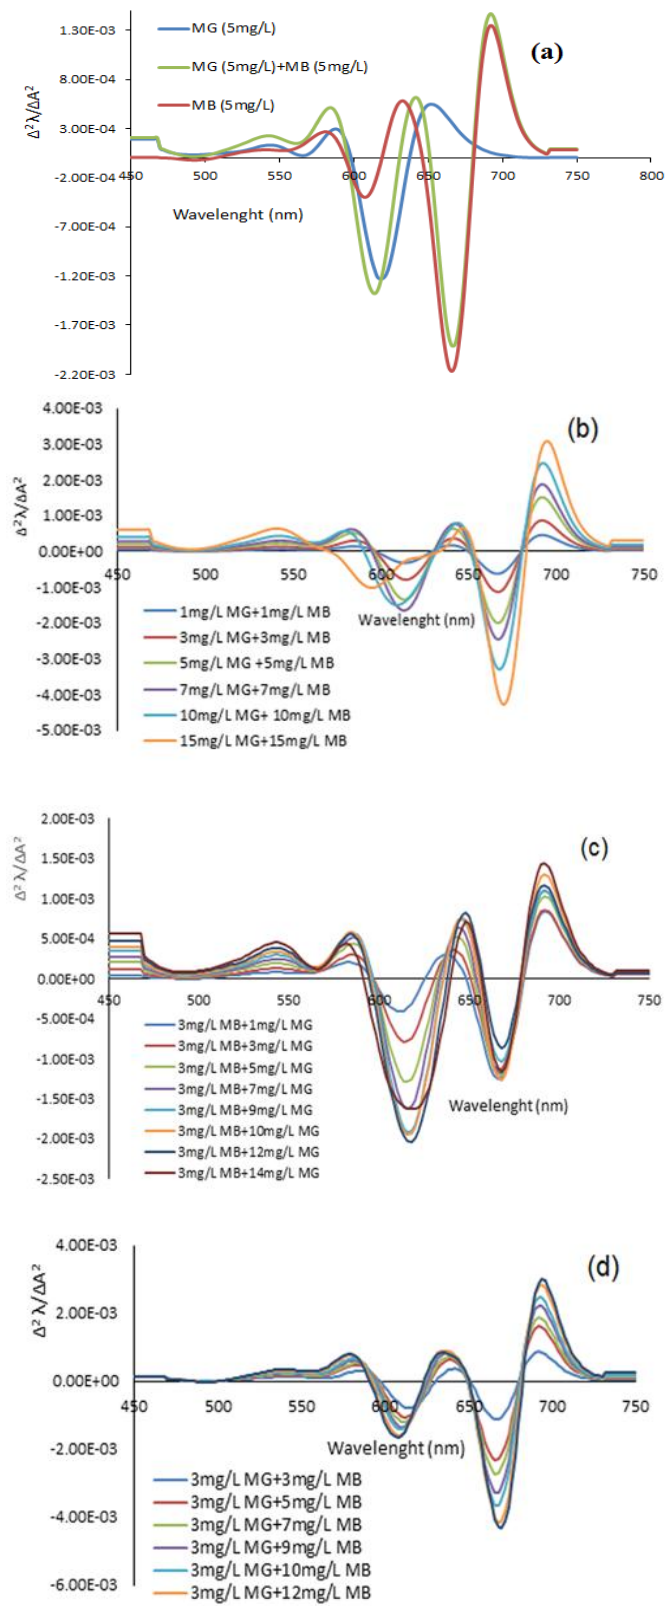 1.30E-03
8.00E-04
3.00E-04
-2.00E-04
-7.00E-04
-1.20E-03
-1.70E-03
-2.20E-03
Δ²λ/ΔA²
MG (5mg/L)
MG (5mg/L)+MB (5mg/L)
MB (5mg/L)
(a)
450 500 550 600 650 700 750 800
Wavelenght (nm)
4.00E-03
3.00E-03
2.00E-03
1.00E-03
0.00E+00
-1.00E-03
-2.00E-03
-3.00E-03
-4.00E-03
-5.00E-03
Δ²λ/ΔA²
(b)
450 500 550 600 650 700 750
Wavelenght (nm)
1mg/L MG+1mg/L MB
3mg/L MG+3mg/L MB
5mg/L MG +5mg/L MB
7mg/L MG+7mg/L MB
10mg/L MG+ 10mg/L MB
15mg/L MG+15mg/L MB
2.00E-03
1.50E-03
1.00E-03
5.00E-04
0.00E+00
-5.00E-04
-1.00E-03
-1.50E-03
-2.00E-03
-2.50E-03
Δ² λ/ΔA²
(c)
450 500 550 600 650 700 750
Wavelenght (nm)
3mg/L MB+1mg/L MG
3mg/L MB+3mg/L MG
3mg/L MB+5mg/L MG
3mg/L MB+7mg/L MG
3mg/L MB+9mg/L MG
3mg/L MB+10mg/L MG
3mg/L MB+12mg/L MG
3mg/L MB+14mg/L MG
4.00E-03
2.00E-03
0.00E+00
-2.00E-03
-4.00E-03
-6.00E-03
Δ² λ/ΔA²
(d)
450 500 550 600 650 700 750
Wavelenght (nm)
3mg/L MG+3mg/L MB
3mg/L MG+5mg/L MB
3mg/L MG+7mg/L MB
3mg/L MG+9mg/L MB
3mg/L MG+10mg/L MB
3mg/L MG+12mg/L MB